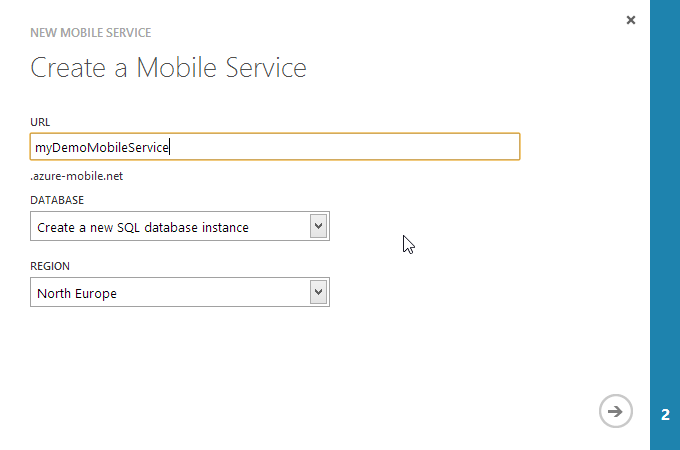 NEW MOBILE SERVICE
Create a Mobile Service
URL
myDemoMobileService
.azure-mobile.net
DATABASE
Create a new SQL database instance
REGION
North Europe
2